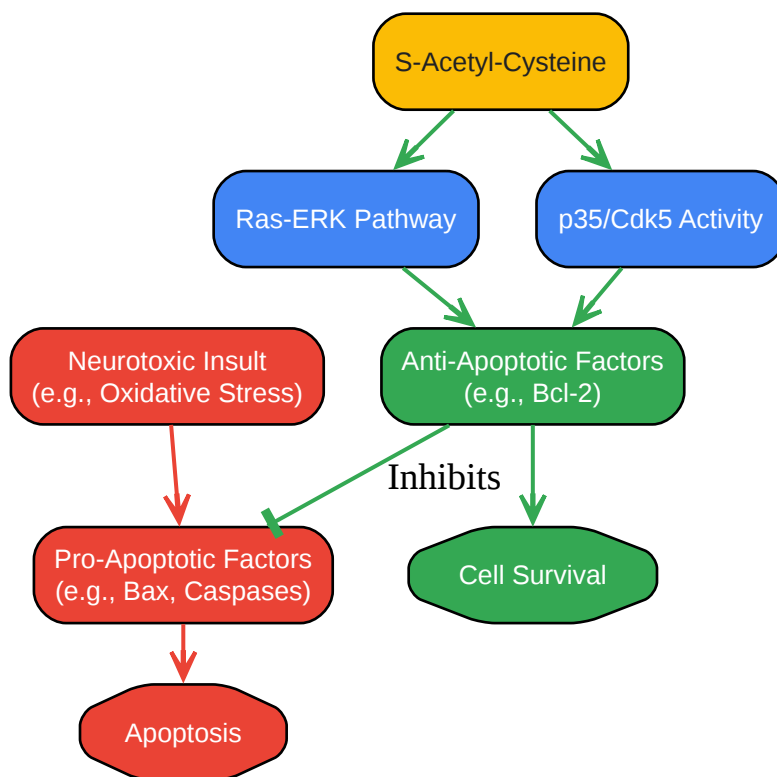 S-Acetyl-Cysteine
Ras-ERK Pathway
p35/Cdk5 Activity
Neurotoxic Insult
(e.g., Oxidative Stress)
Anti-Apoptotic Factors
(e.g., Bcl-2)
Inhibits
Pro-Apoptotic Factors
(e.g., Bax, Caspases)
Cell Survival
Apoptosis